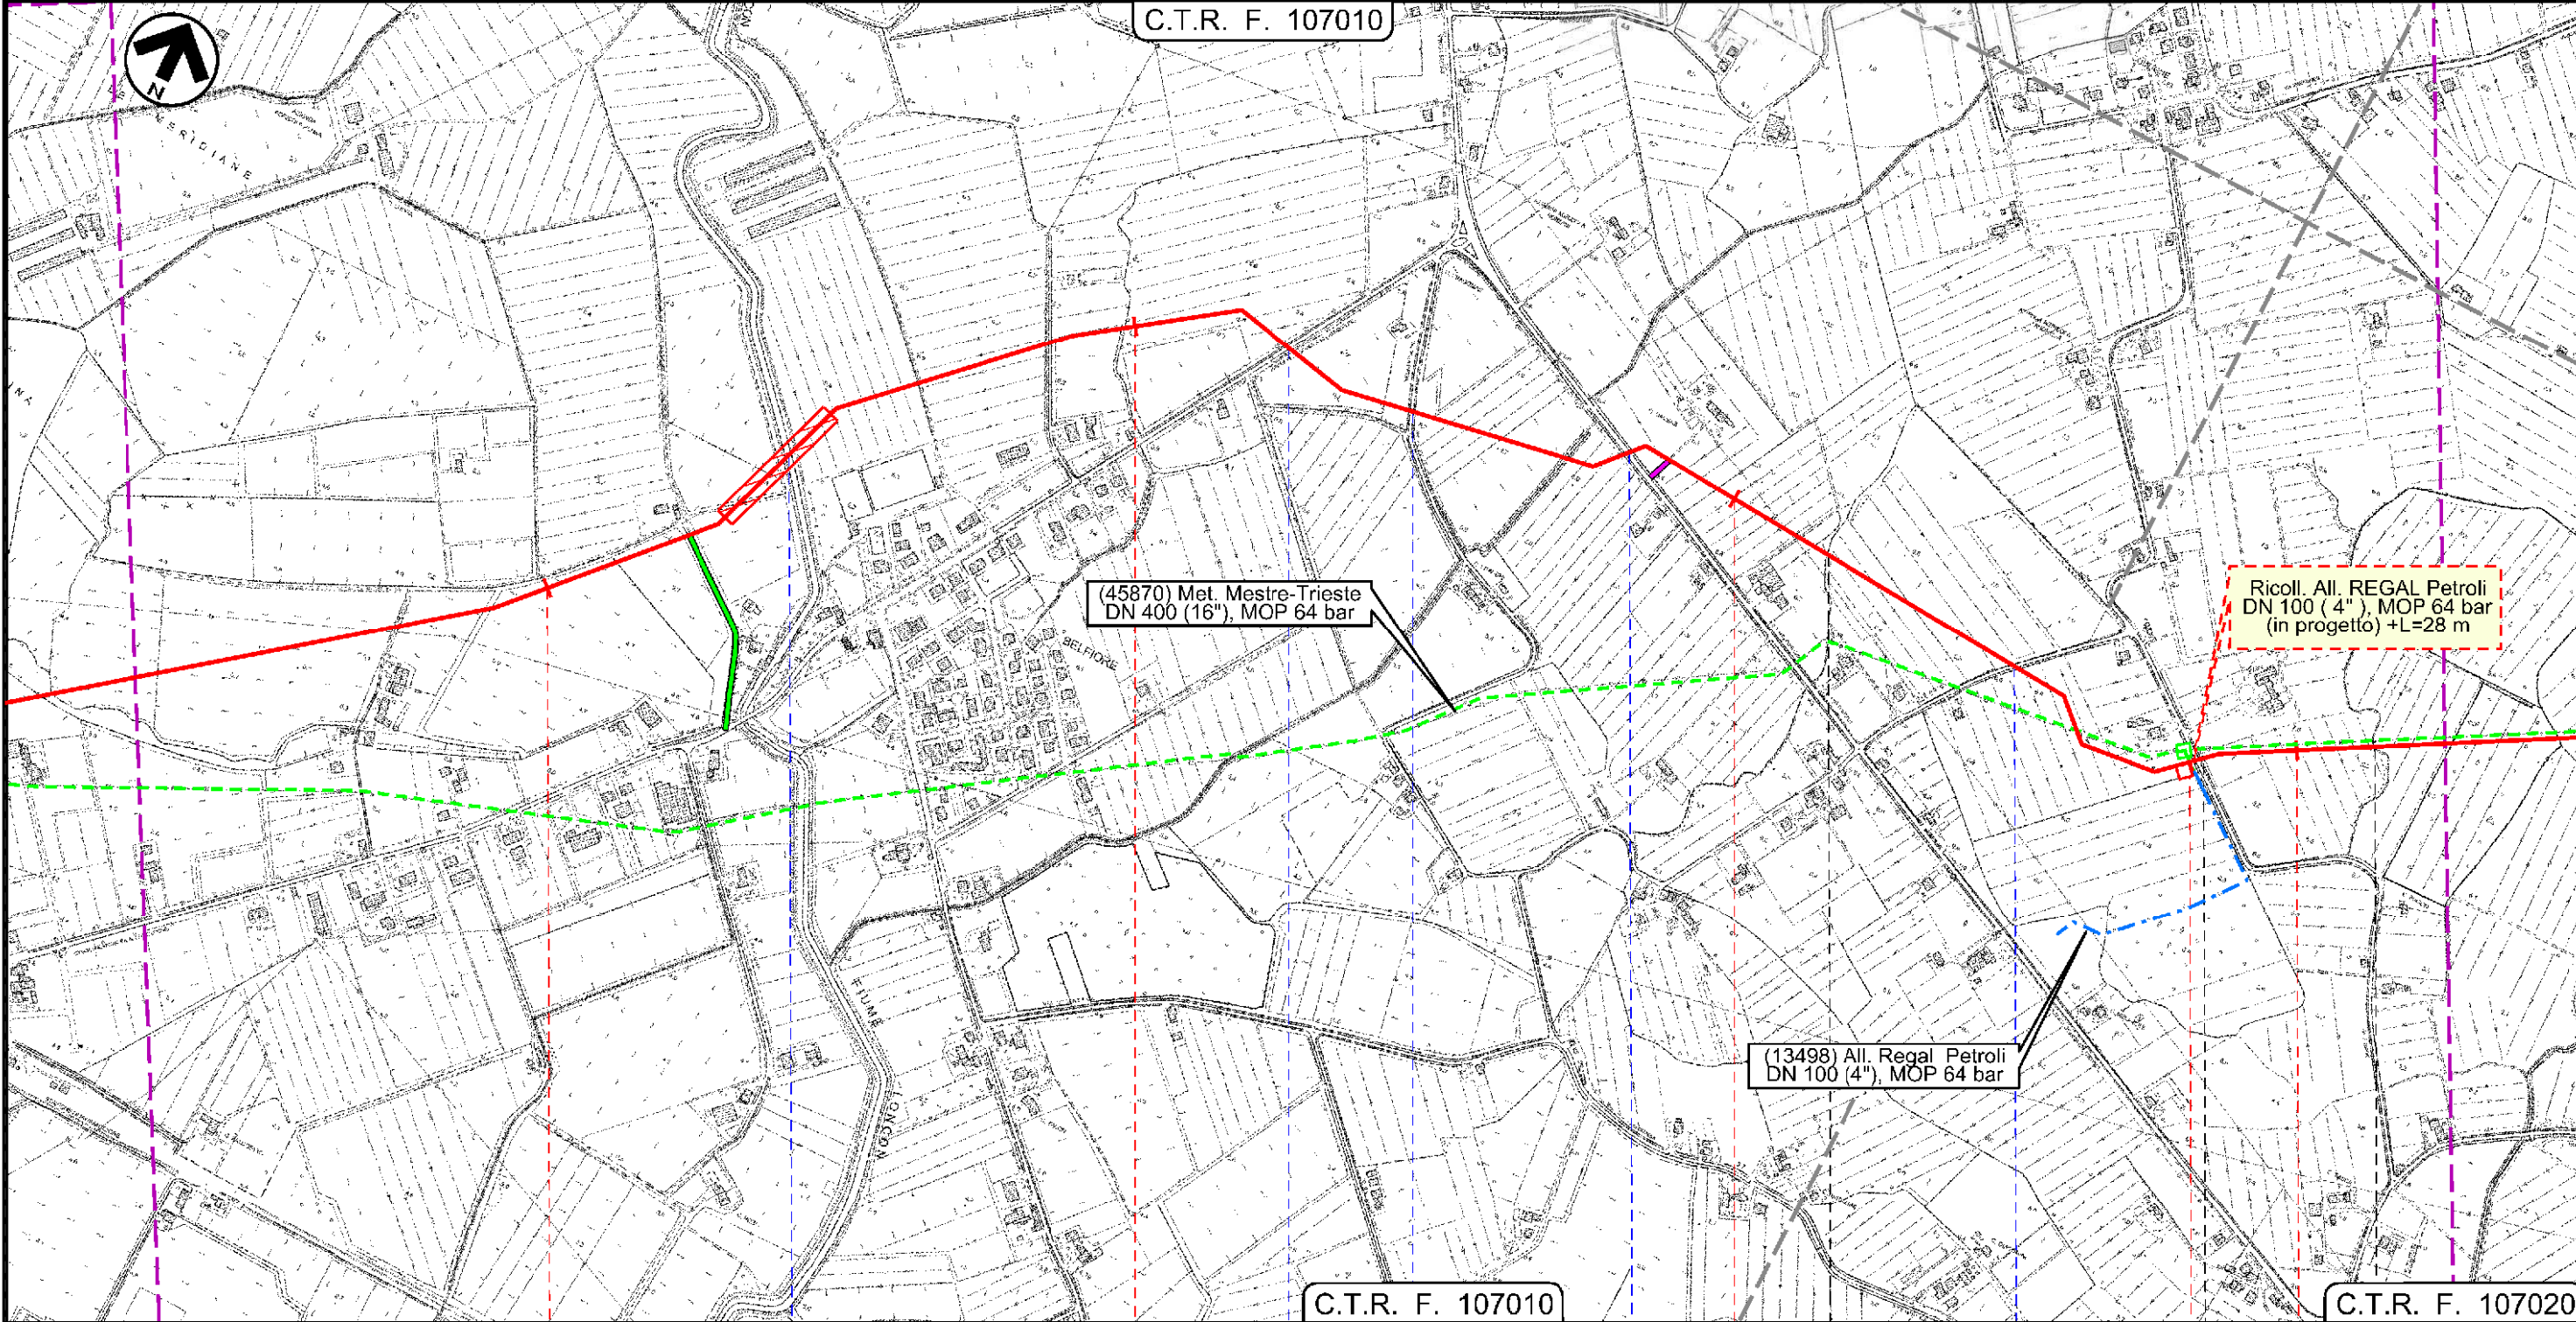 C.T.R. F. 107010
N
ERIDIANE
(45870) Met. Mestre-Trieste
DN 400 (16"), MOP 64 bar
BELFIORE
Ricoll. All. REGAL Petroli
DN 100 ( 4" ), MOP 64 bar
(in progetto) +L=28 m
FIUME
LONCON
(13498) All. Regal Petroli
DN 100 (4"), MOP 64 bar
C.T.R. F. 107010
C.T.R. F. 107020